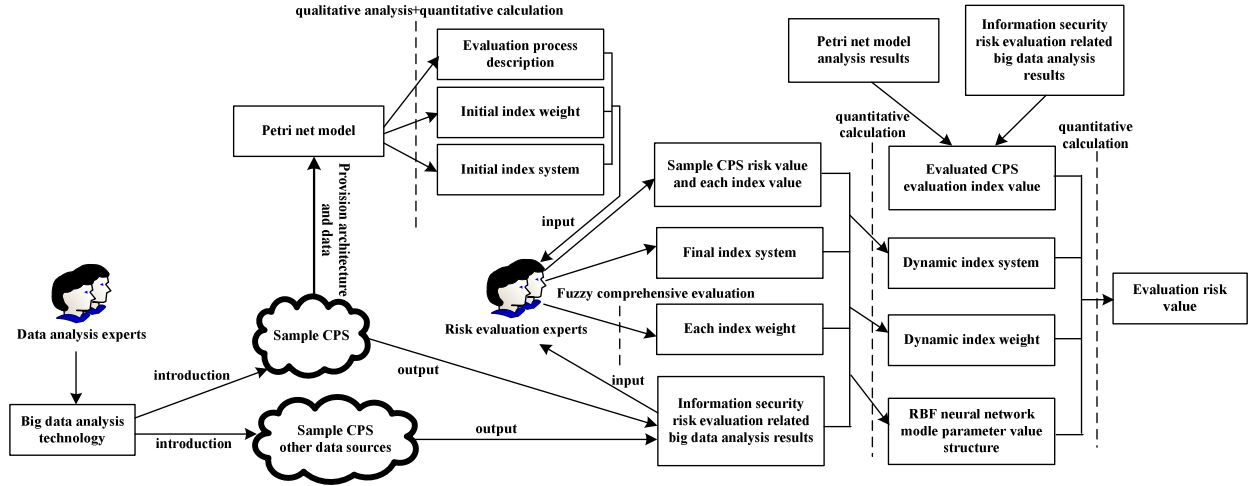 qualitative analysis+quantitative calculation
Evaluation process
description
Initial index weight
Initial index system
Petri net model
Provision architecture
and data
Data analysis experts
Big data analysis
technology
introduction
introduction
Sample CPS
Sample CPS
other data sources
output
output
input
Risk evaluation experts
Fuzzy comprehensive evaluation
input
Sample CPS risk value
and each index value
Final index system
Each index weight
Information security
risk evaluation related
big data analysis results
Petri net model
analysis results
Information security
risk evaluation related
big data analysis
results
quantitative
calculation
quantitative
calculation
Evaluated CPS
evaluation index value
Dynamic index system
Dynamic index weight
RBF neural network
modle parameter value
structure
Evaluation risk
value